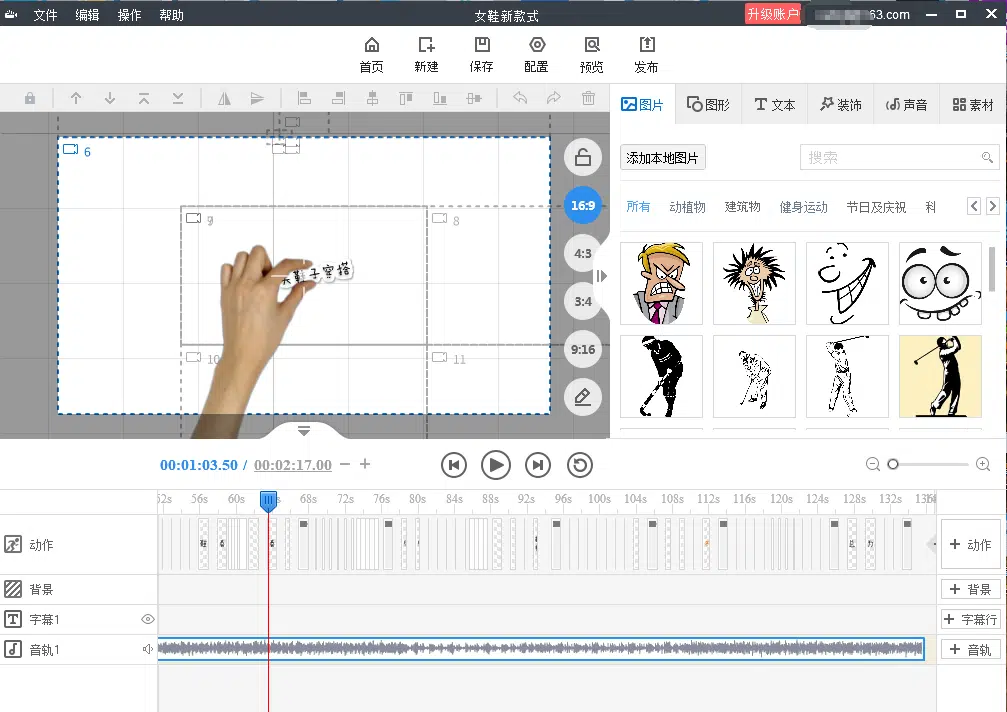 文件 编辑 操作 帮助 女鞋新款式 升级账户 63.com
首页 新建 保存 配置 预览 发布
图片 图形 文本 装饰 声音 素材
添加本地图片 搜索
所有 动植物 建筑物 健身运动 节日及庆祝 科
6
9 8
子穿搭
10 11
16:9
4:3
3:4
9:16
00:01:03.50 / 00:02:17.00
52s 56s 60s 68s 72s 76s 80s 84s 88s 92s 96s 100s 104s 108s 112s 116s 120s 124s 128s 132s
动作 + 动作
背景 + 背景
字幕1 + 字幕行
音轨1 + 音轨